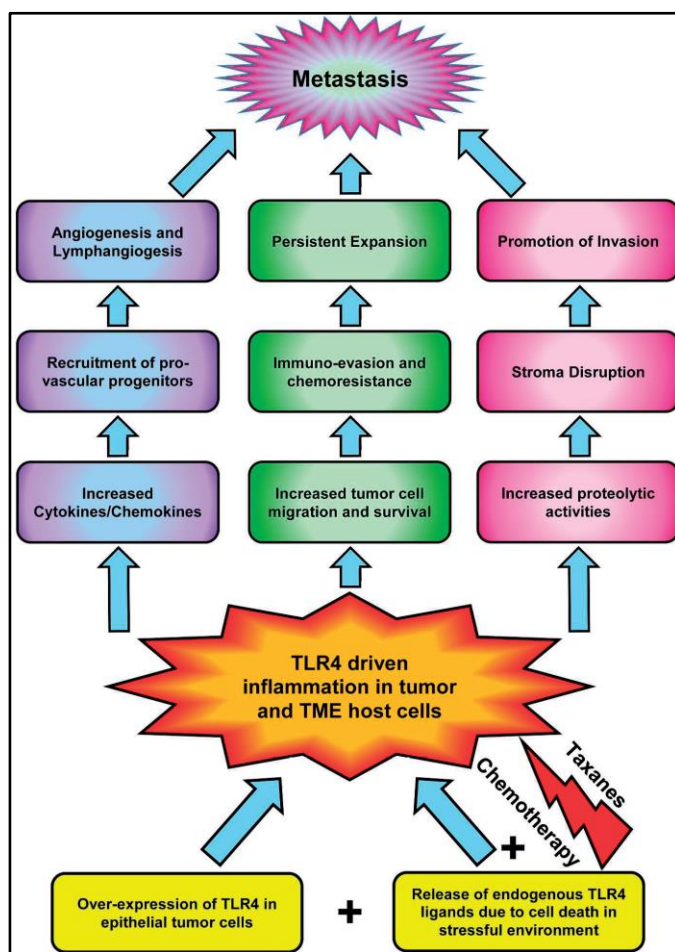 Metastasis
Angiogenesis and
Lymphangiogesis
Persistent Expansion
Promotion of Invasion
Recruitment of pro-
vascular progenitors
Immuno-evasion and
chemoresistance
Stroma Disruption
Increased
Cytokines/Chemokines
Increased tumor cell
migration and survival
Increased proteolytic
activities
TLR4 driven
inflammation in tumor
and TME host cells
Taxanes
Chemotherapy
+
Over-expression of TLR4 in
epithelial tumor cells
+
Release of endogenous TLR4
ligands due to cell death in
stressful environment